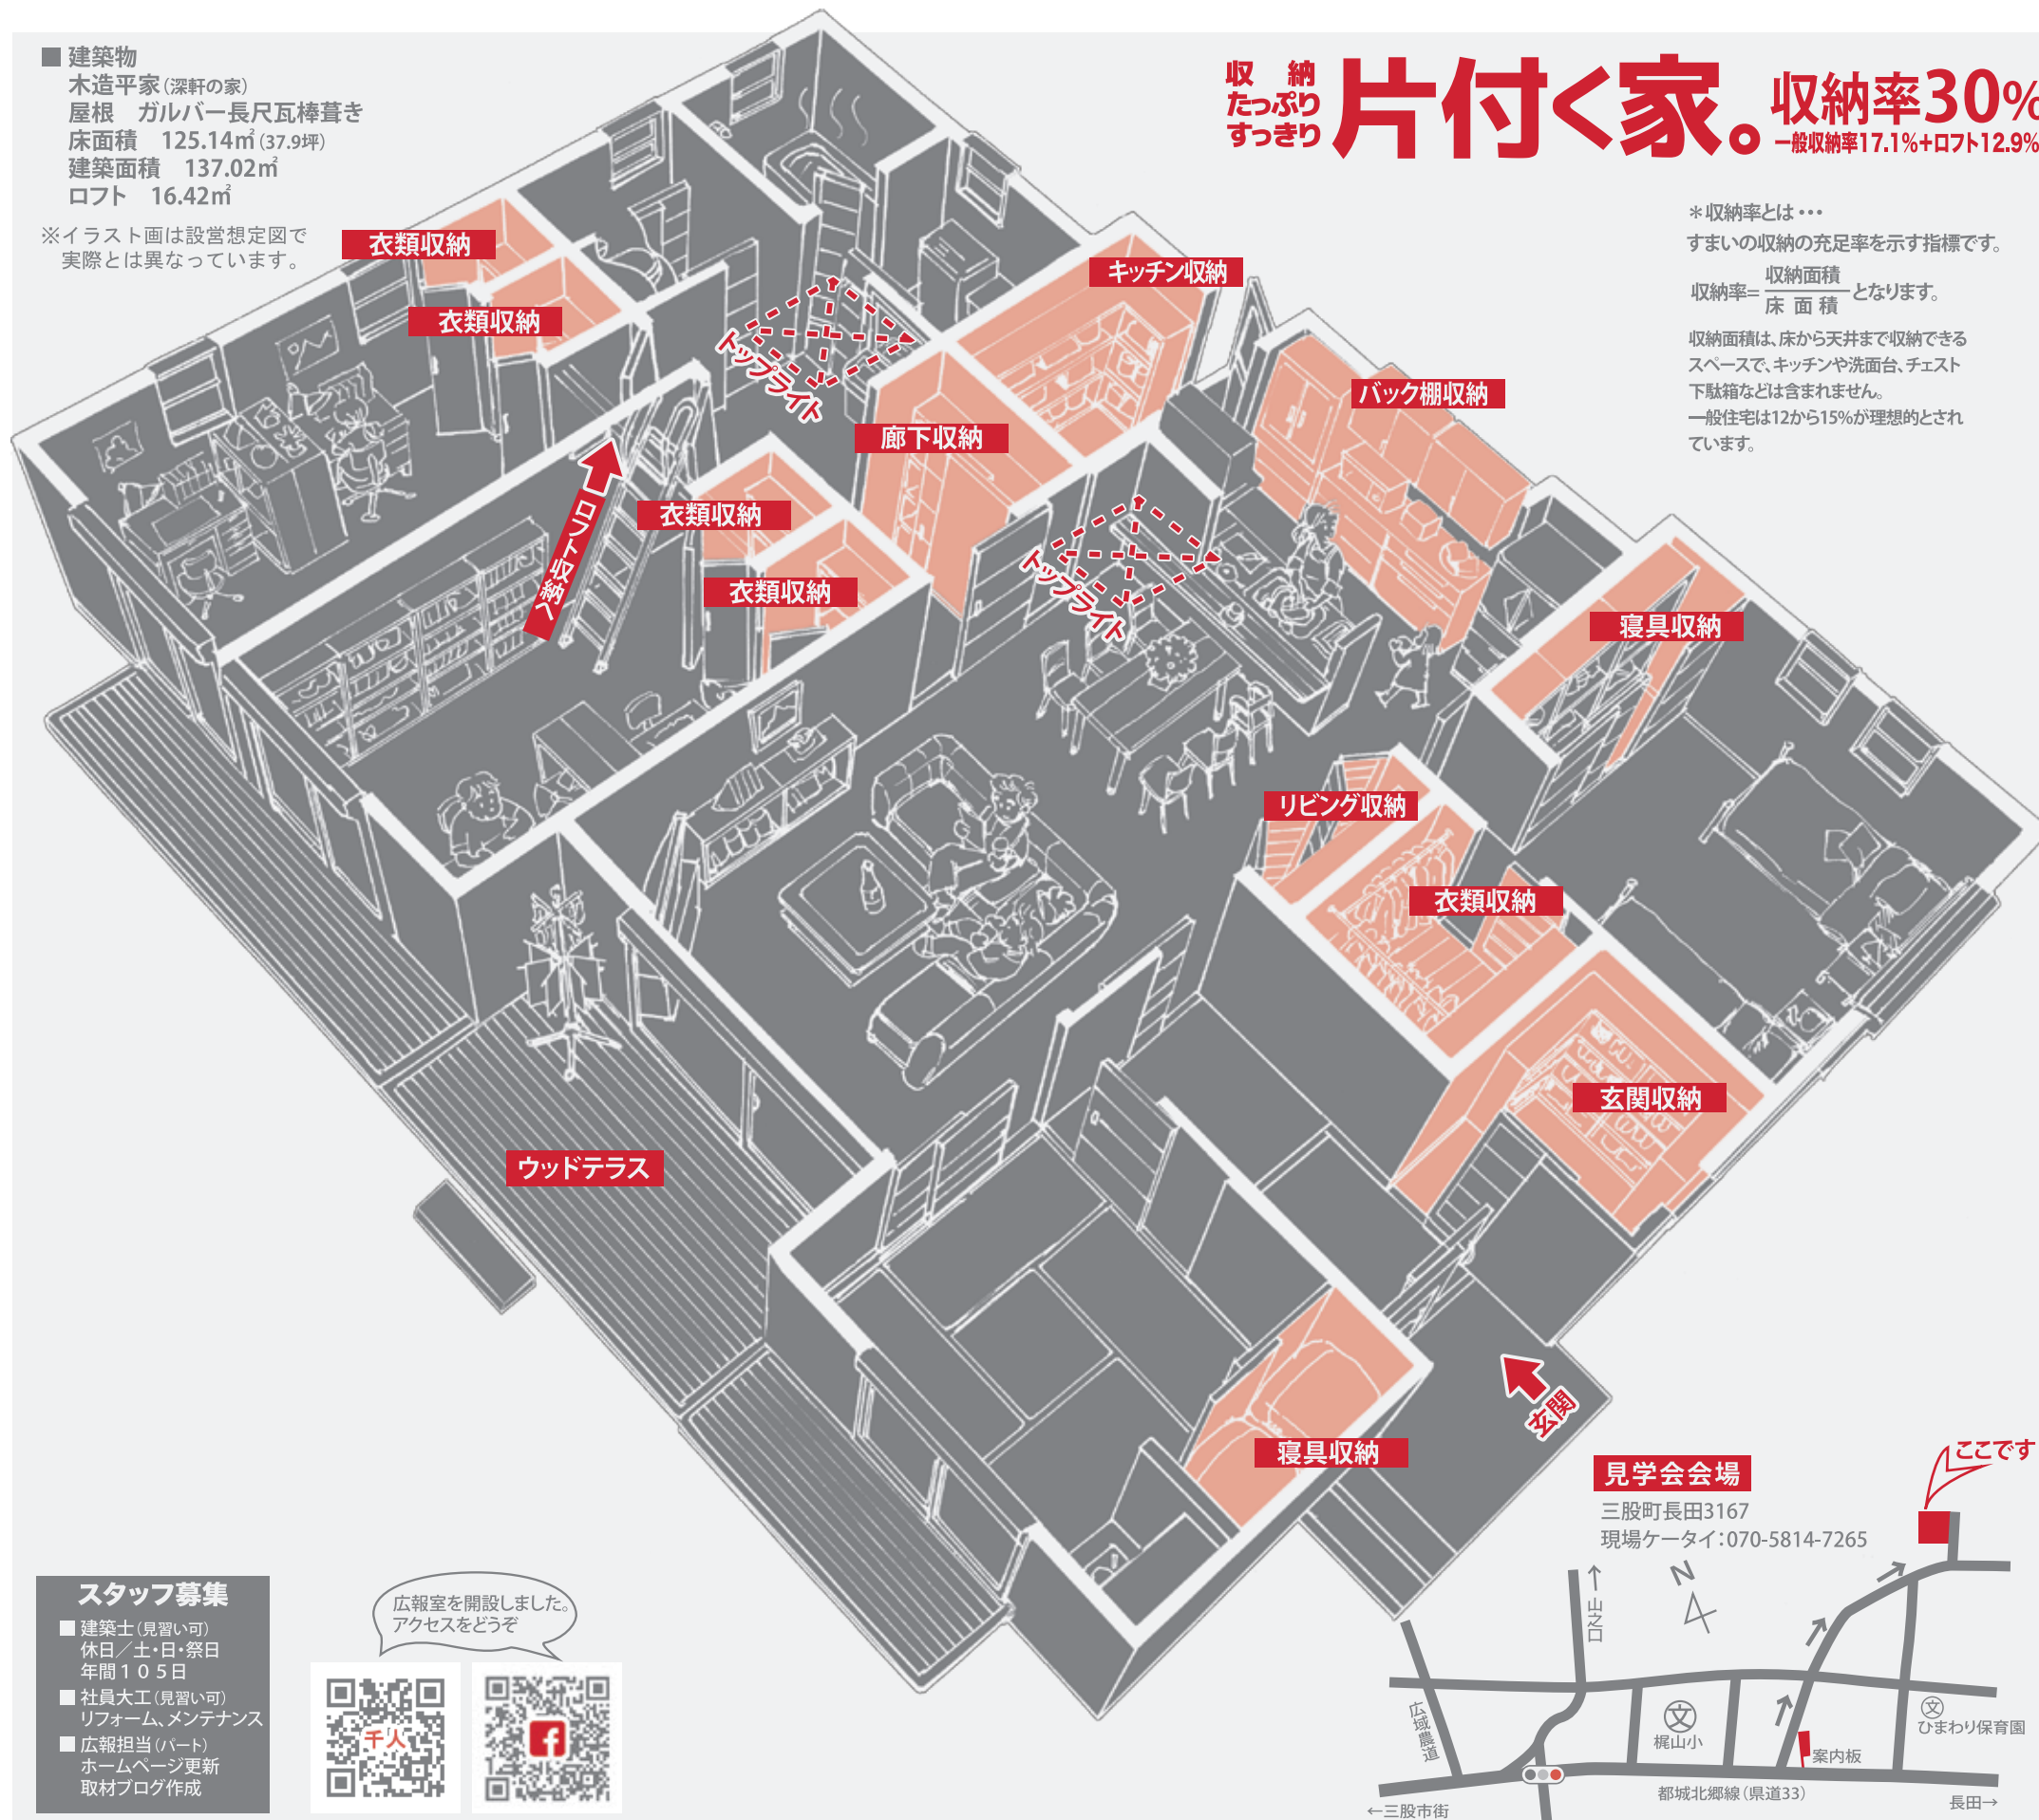 ■ 建築物
木造平家(深軒の家)
屋根　ガルバー長尺瓦棒葺き
床面積　125.14㎡(37.9坪)
建築面積　137.02㎡
ロフト　16.42㎡
※イラスト画は設営想定図で
実際とは異なっています。
収　納
たっぷり
すっきり
片付く家。
収納率30%
一般収納率17.1%+ロフト12.9%
＊収納率とは・・・
すまいの収納の充足率を示す指標です。
収納率=収納面積/床面積となります。
収納面積は、床から天井まで収納できる
スペースで、キッチンや洗面台、チェスト
下駄箱などは含まれません。
一般住宅は12から15%が理想的とされ
ています。
衣類収納
衣類収納
キッチン収納
トップライト
バック棚収納
廊下収納
ロフト収納へ
衣類収納
衣類収納
トップライト
寝具収納
リビング収納
衣類収納
玄関収納
ウッドテラス
玄関
寝具収納
見学会会場
三股町長田3167
現場ケータイ：070-5814-7265
ここです
N
→山之口
広域農道
文
梶山小
文
ひまわり保育園
案内板
都城北郷線(県道33)
←三股市街
長田→
スタッフ募集
■ 建築士(見習い可)
休日／土・日・祭日
年間１０５日
■ 社員大工(見習い可)
リフォーム、メンテナンス
■ 広報担当(パート)
ホームページ更新
取材ブログ作成
広報室を開設しました。
アクセスをどうぞ
千人
f